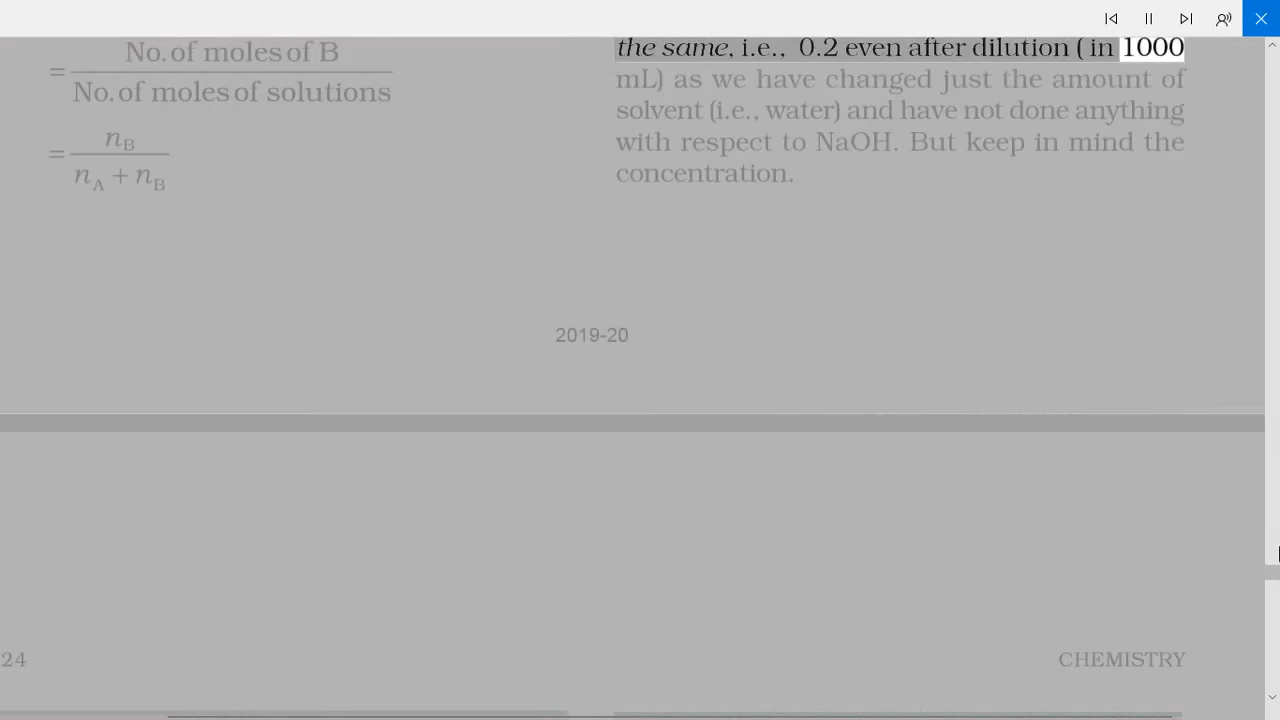 No. of moles of B
=
No. of moles of solutions
n_B
=
n_A + n_B
the same, i.e., 0.2 even after dilution ( in 1000
mL) as we have changed just the amount of
solvent (i.e., water) and have not done anything
with respect to NaOH. But keep in mind the
concentration.
2019-20
24
CHEMISTRY